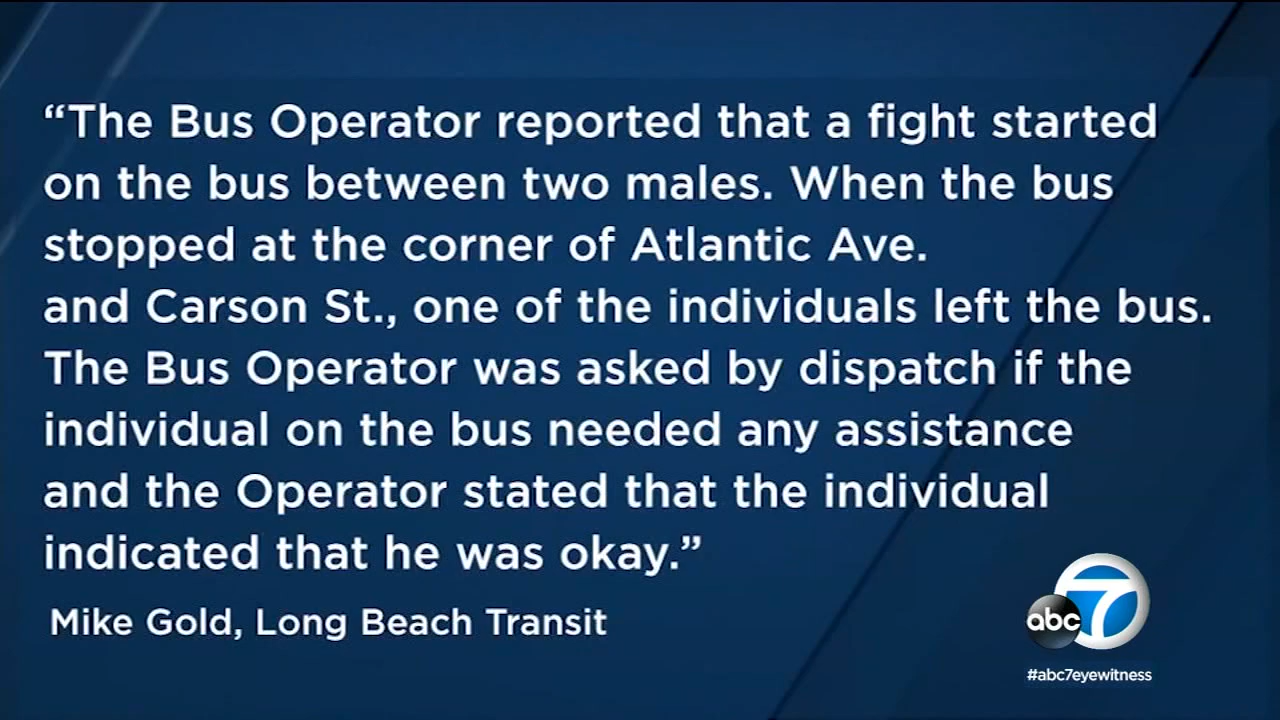 “The Bus Operator reported that a fight started
on the bus between two males. When the bus
stopped at the corner of Atlantic Ave.
and Carson St., one of the individuals left the bus.
The Bus Operator was asked by dispatch if the
individual on the bus needed any assistance
and the Operator stated that the individual
indicated that he was okay.”
Mike Gold, Long Beach Transit
abc 7
#abc7eyewitness